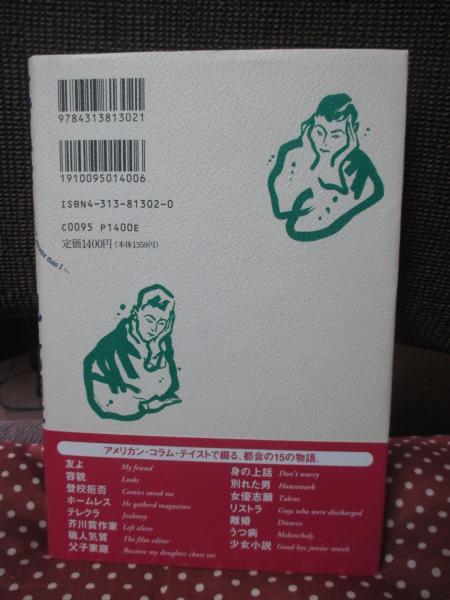 9784313813021
1910095014006
ISBN4-313-81302-0
C0095 P1400E
定価1400円(本体1359円)
greater than I ...
アメリカン・コラム・テイストで綴る、都会の15の物語。
友よ My friend
容貌 Looks
登校拒否 Comics saved me
ホームレス He gatherd magazines
テレクラ Jealousy
芥川賞作家 Left alone
職人気質 The film editor
父子家庭 Because my daughter chose me
身の上話 Don't worry
別れた男 Housework
女優志願 Talent
リストラ Guys who were discharged
離婚 Divorce
うつ病 Melancholy
少女小説 Good-bye junior novels